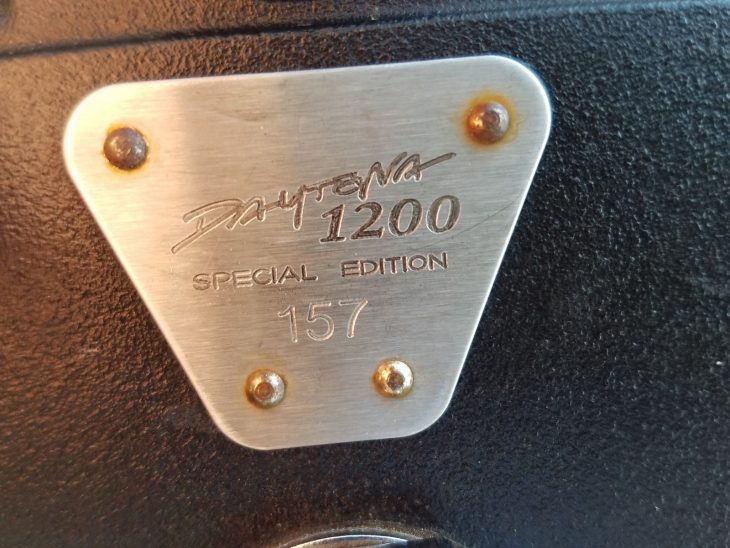 DAYTONA
1200
SPECIAL EDITION
157